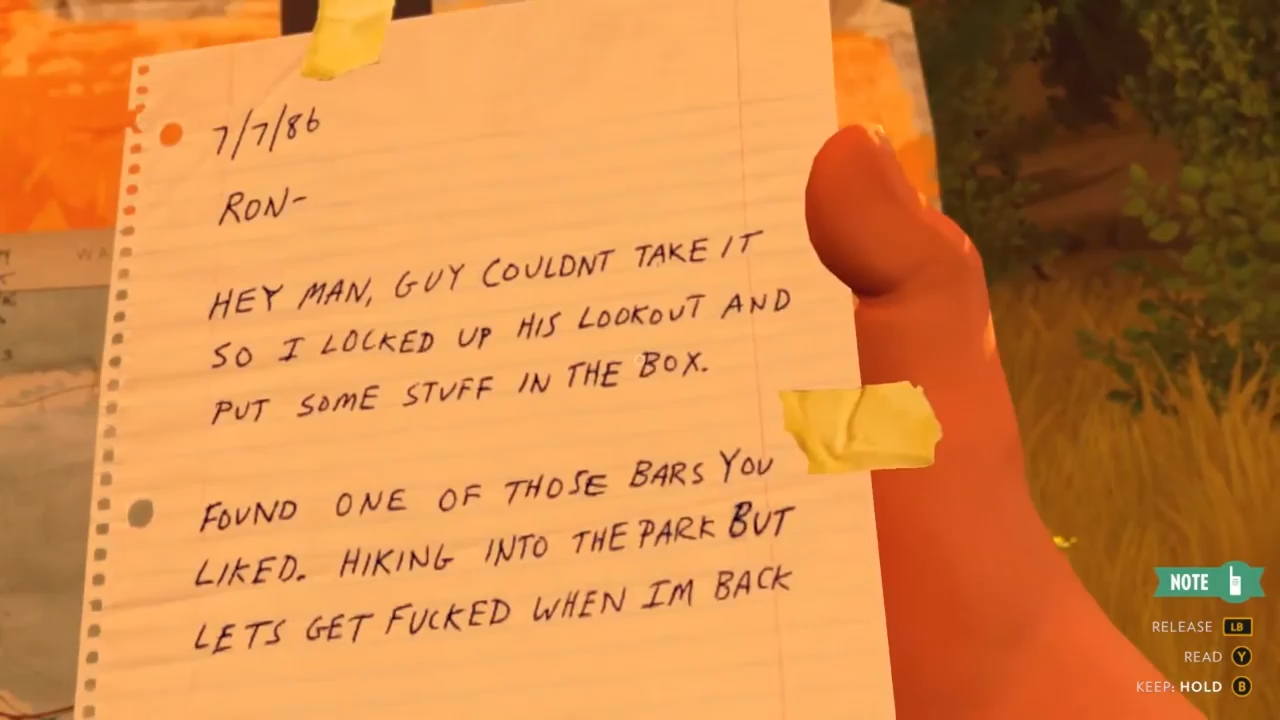 7/7/86
RON-
HEY MAN, GUY COULDNT TAKE IT
SO I LOCKED UP HIS LOOKOUT AND
PUT SOME STUFF IN THE BOX.
FOUND ONE OF THOSE BARS YOU
LIKED. HIKING INTO THE PARK BUT
LETS GET FUCKED WHEN IM BACK
NOTE
RELEASE LB
READ Y
KEEP: HOLD B